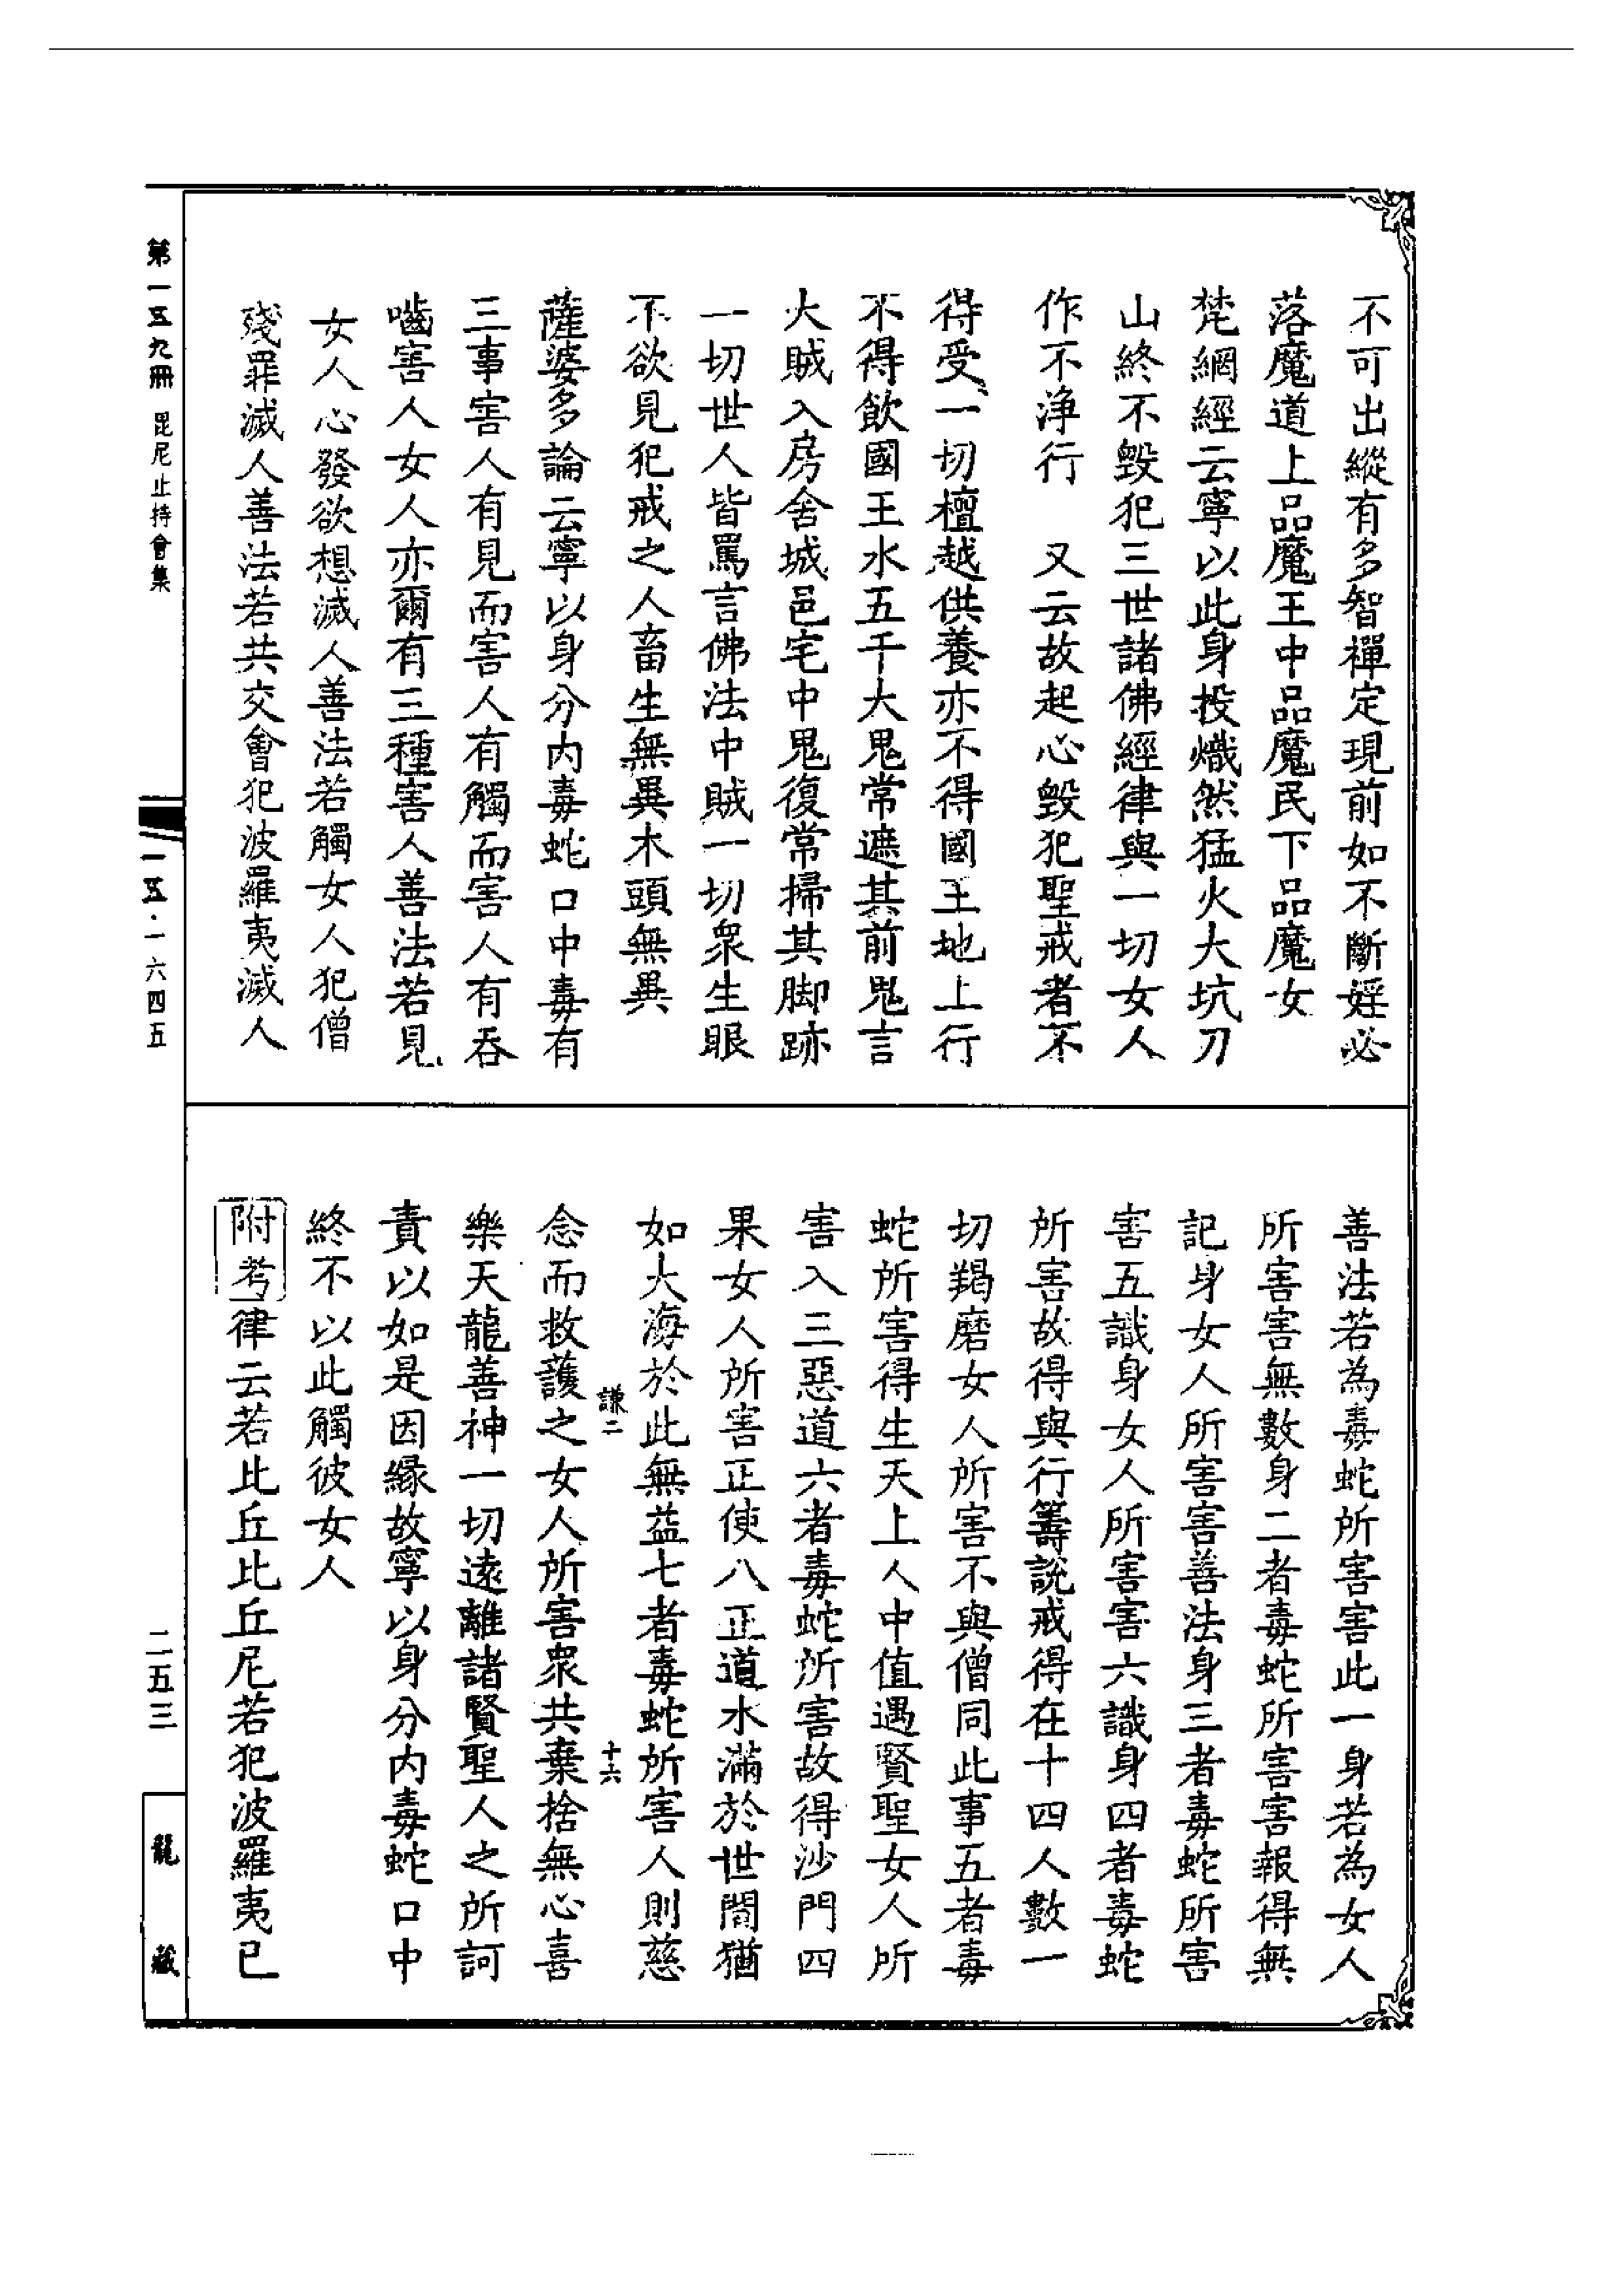 不可出縱有多智禪定現前如不斷婬必
落魔道上品魔王中品魔民下品魔女
梵網經云寧以此身投熾然猛火大坑刀
山終不毀犯三世諸佛經律與一切女人
作不淨行　又云故起心毀犯聖戒者不
得受一切檀越供養亦不得國王地上行
不得飲國王水五千大鬼常遮其前鬼言
大賊入房舍城邑宅中鬼復常掃其脚跡
一切世人皆罵言佛法中賊一切眾生眼
不欲見犯戒之人畜生無異木頭無異
薩婆多論云寧以身分內毒蛇口中毒有
三事害人有見而害人有觸而害人有吞
嚙害人女人亦爾有三種害人善法若見
女人心發欲想滅人善法若觸女人犯僧
殘罪滅人善法若共交會犯波羅夷滅人
善法若為毒蛇所害害此一身若為女人
所害害無數身二者毒蛇所害害報得無
記身女人所害害善法身三者毒蛇所害
害五識身女人所害害六識身四者毒蛇
所害故得與行籌說戒得在十四人數一
切羯磨女人所害不與僧同此事五者毒
蛇所害得生天上人中值遇賢聖女人所
害入三惡道六者毒蛇所害故得沙門四
果女人所害正使八正道水滿於世間猶
如大海於此無益七者毒蛇所害人則慈
謙二
十六
念而救護之女人所害眾共棄捨無心喜
樂天龍善神一切遠離諸賢聖人之所訶
責以如是因緣故寧以身分內毒蛇口中
終不以此觸彼女人
附考律云若比丘比丘尼若犯波羅夷已
第一五九冊　毘尼止持會集
一五·一六四五
二五三
龍藏